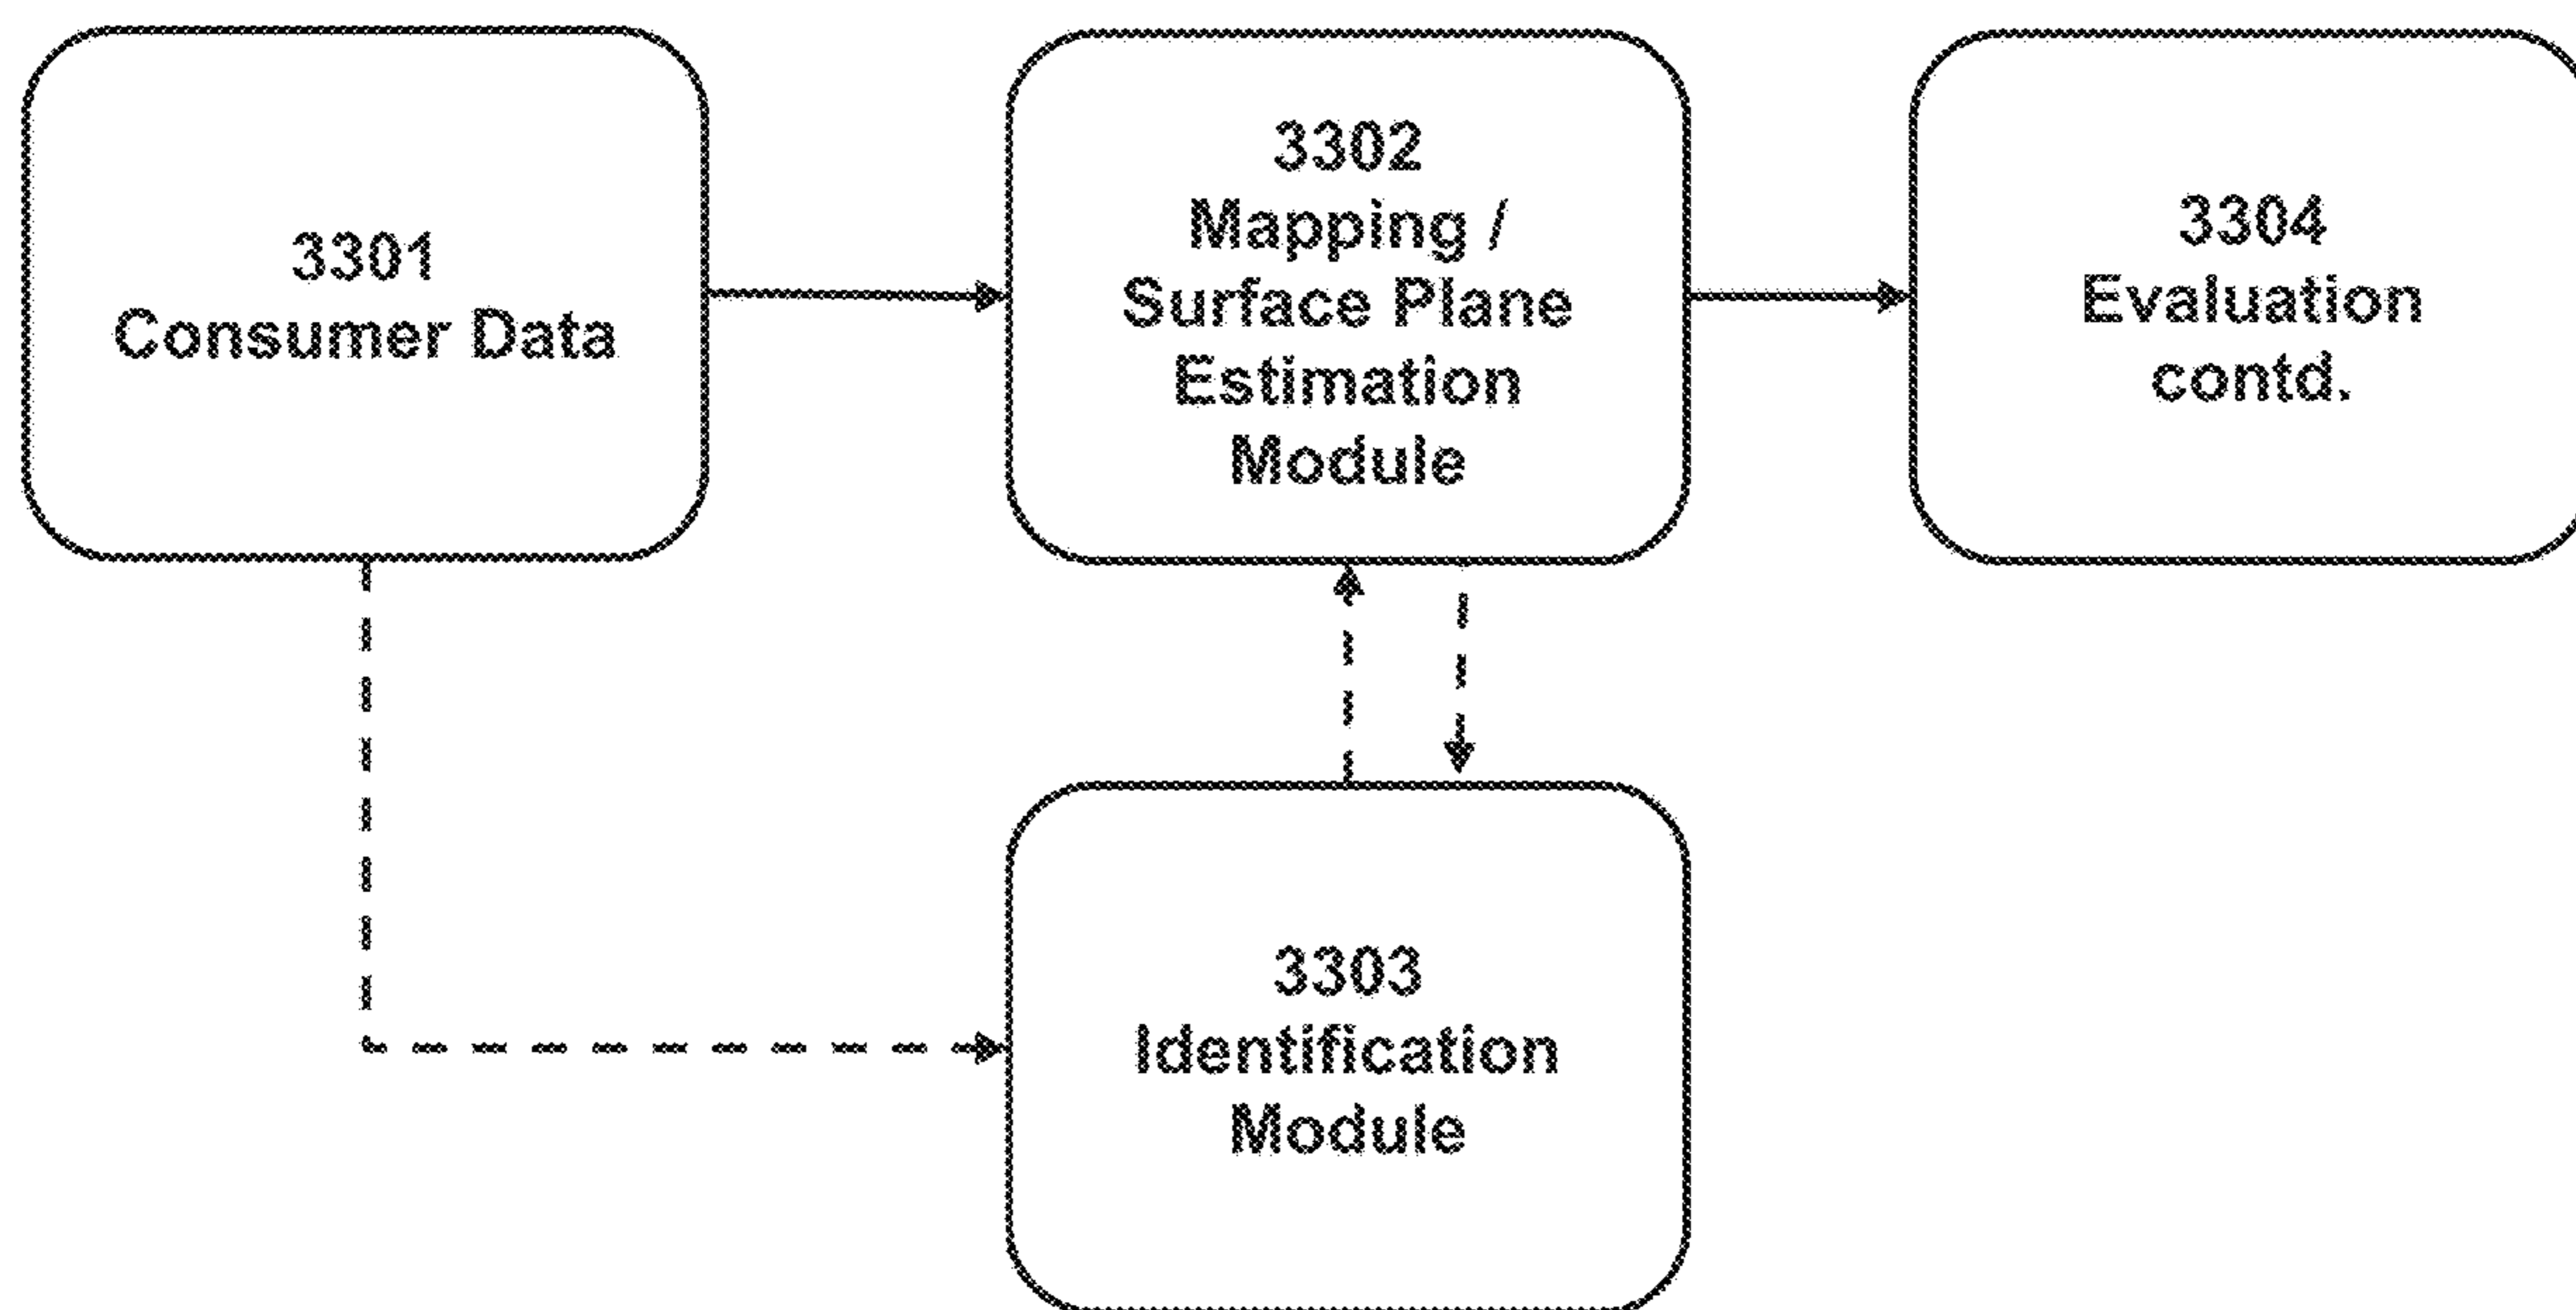 3301
Consumer Data
3302
Mapping /
Surface Plane
Estimation
Module
3304
Evaluation
contd.
3303
Identification
Module